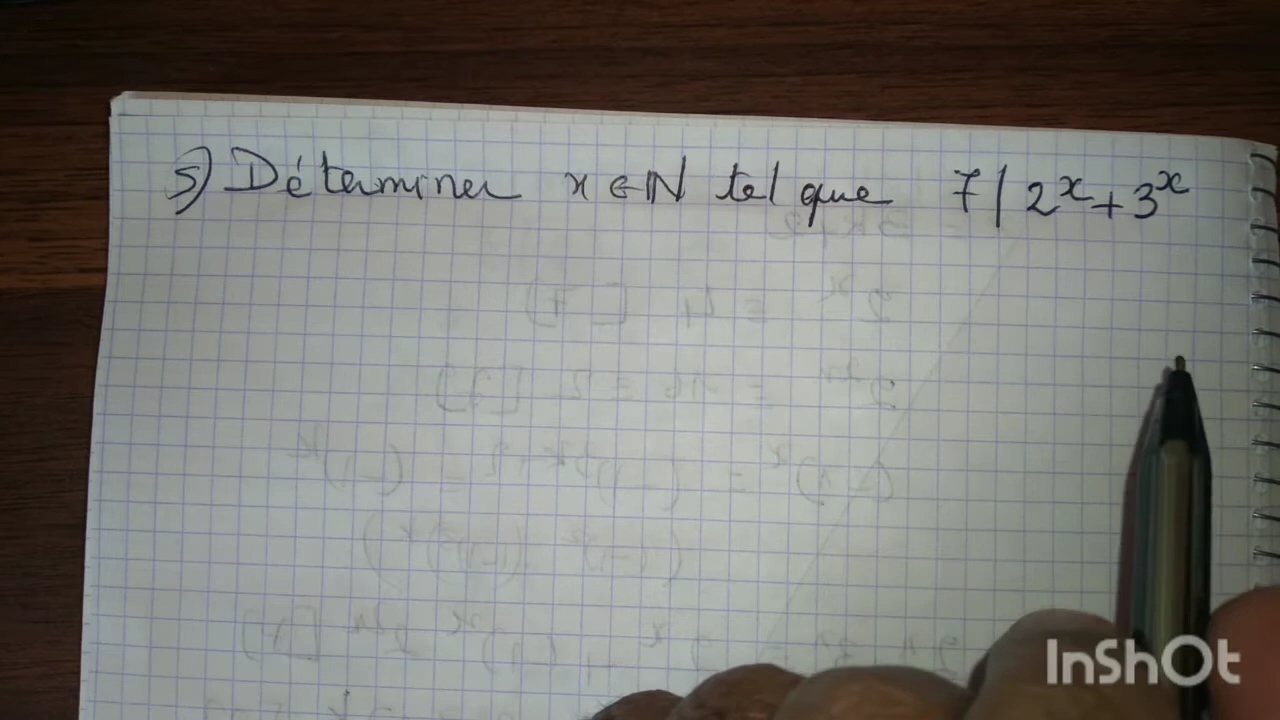 5) Déterminer x ∈ ℕ tel que 7 | 2^x + 3^x
InShOt